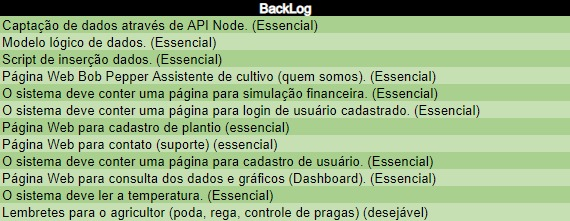 BackLog
Captação de dados através de API Node. (Essencial)
Modelo lógico de dados. (Essencial)
Script de inserção dados. (Essencial)
Página Web Bob Pepper Assistente de cultivo (quem somos). (Essencial)
O sistema deve conter uma página para simulação financeira. (Essencial)
O sistema deve conter uma página para login de usuário cadastrado. (Essencial)
Página Web para cadastro de plantio (essencial)
Página Web para contato (suporte) (essencial)
O sistema deve conter uma página para cadastro de usuário. (Essencial)
Página Web para consulta dos dados e gráficos (Dashboard). (Essencial)
O sistema deve ler a temperatura. (Essencial)
Lembretes para o agricultor (poda, rega, controle de pragas) (desejável)